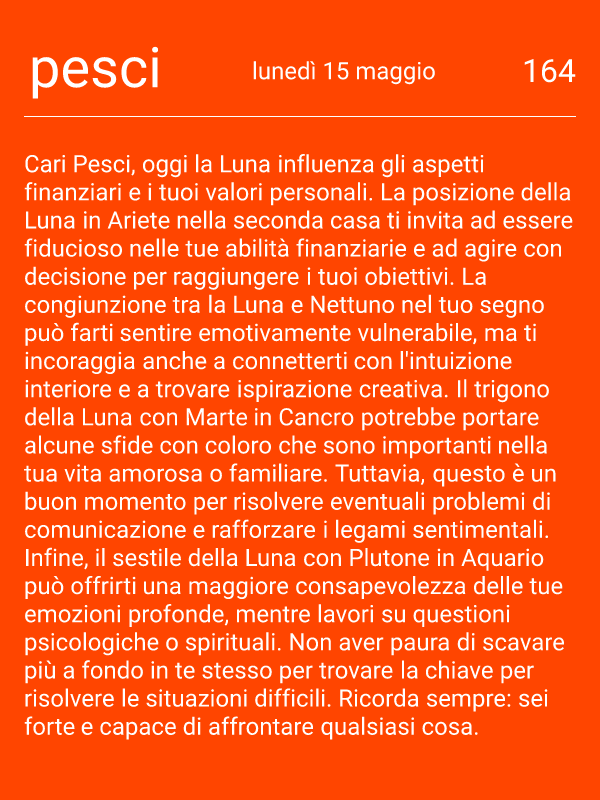 pesci
lunedì 15 maggio
164
Cari Pesci, oggi la Luna influenza gli aspetti
finanziari e i tuoi valori personali. La posizione della
Luna in Ariete nella seconda casa ti invita ad essere
fiducioso nelle tue abilità finanziarie e ad agire con
decisione per raggiungere i tuoi obiettivi. La
congiunzione tra la Luna e Nettuno nel tuo segno
può farti sentire emotivamente vulnerabile, ma ti
incoraggia anche a connetterti con l'intuizione
interiore e a trovare ispirazione creativa. Il trigono
della Luna con Marte in Cancro potrebbe portare
alcune sfide con coloro che sono importanti nella
tua vita amorosa o familiare. Tuttavia, questo è un
buon momento per risolvere eventuali problemi di
comunicazione e rafforzare i legami sentimentali.
Infine, il sestile della Luna con Plutone in Aquario
può offrirti una maggiore consapevolezza delle tue
emozioni profonde, mentre lavori su questioni
psicologiche o spirituali. Non aver paura di scavare
più a fondo in te stesso per trovare la chiave per
risolvere le situazioni difficili. Ricorda sempre: sei
forte e capace di affrontare qualsiasi cosa.